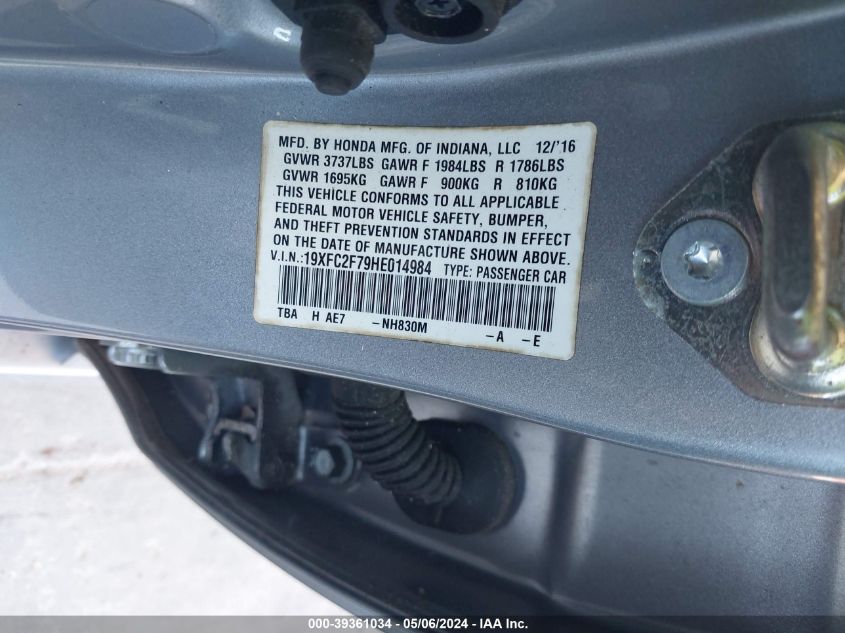 MFD. BY HONDA MFG. OF INDIANA, LLC 12/'16
GVWR 3737LBS GAWR F 1984LBS R 1786LBS
GVWR 1695KG GAWR F 900KG R 810KG
THIS VEHICLE CONFORMS TO ALL APPLICABLE
FEDERAL MOTOR VEHICLE SAFETY, BUMPER,
AND THEFT PREVENTION STANDARDS IN EFFECT
ON THE DATE OF MANUFACTURE SHOWN ABOVE.
V.I.N.:19XFC2F79HE014984 TYPE: PASSENGER CAR
TBA H AE7 -NH830M -A -E
000-39361034 - 05/06/2024 - IAA Inc.